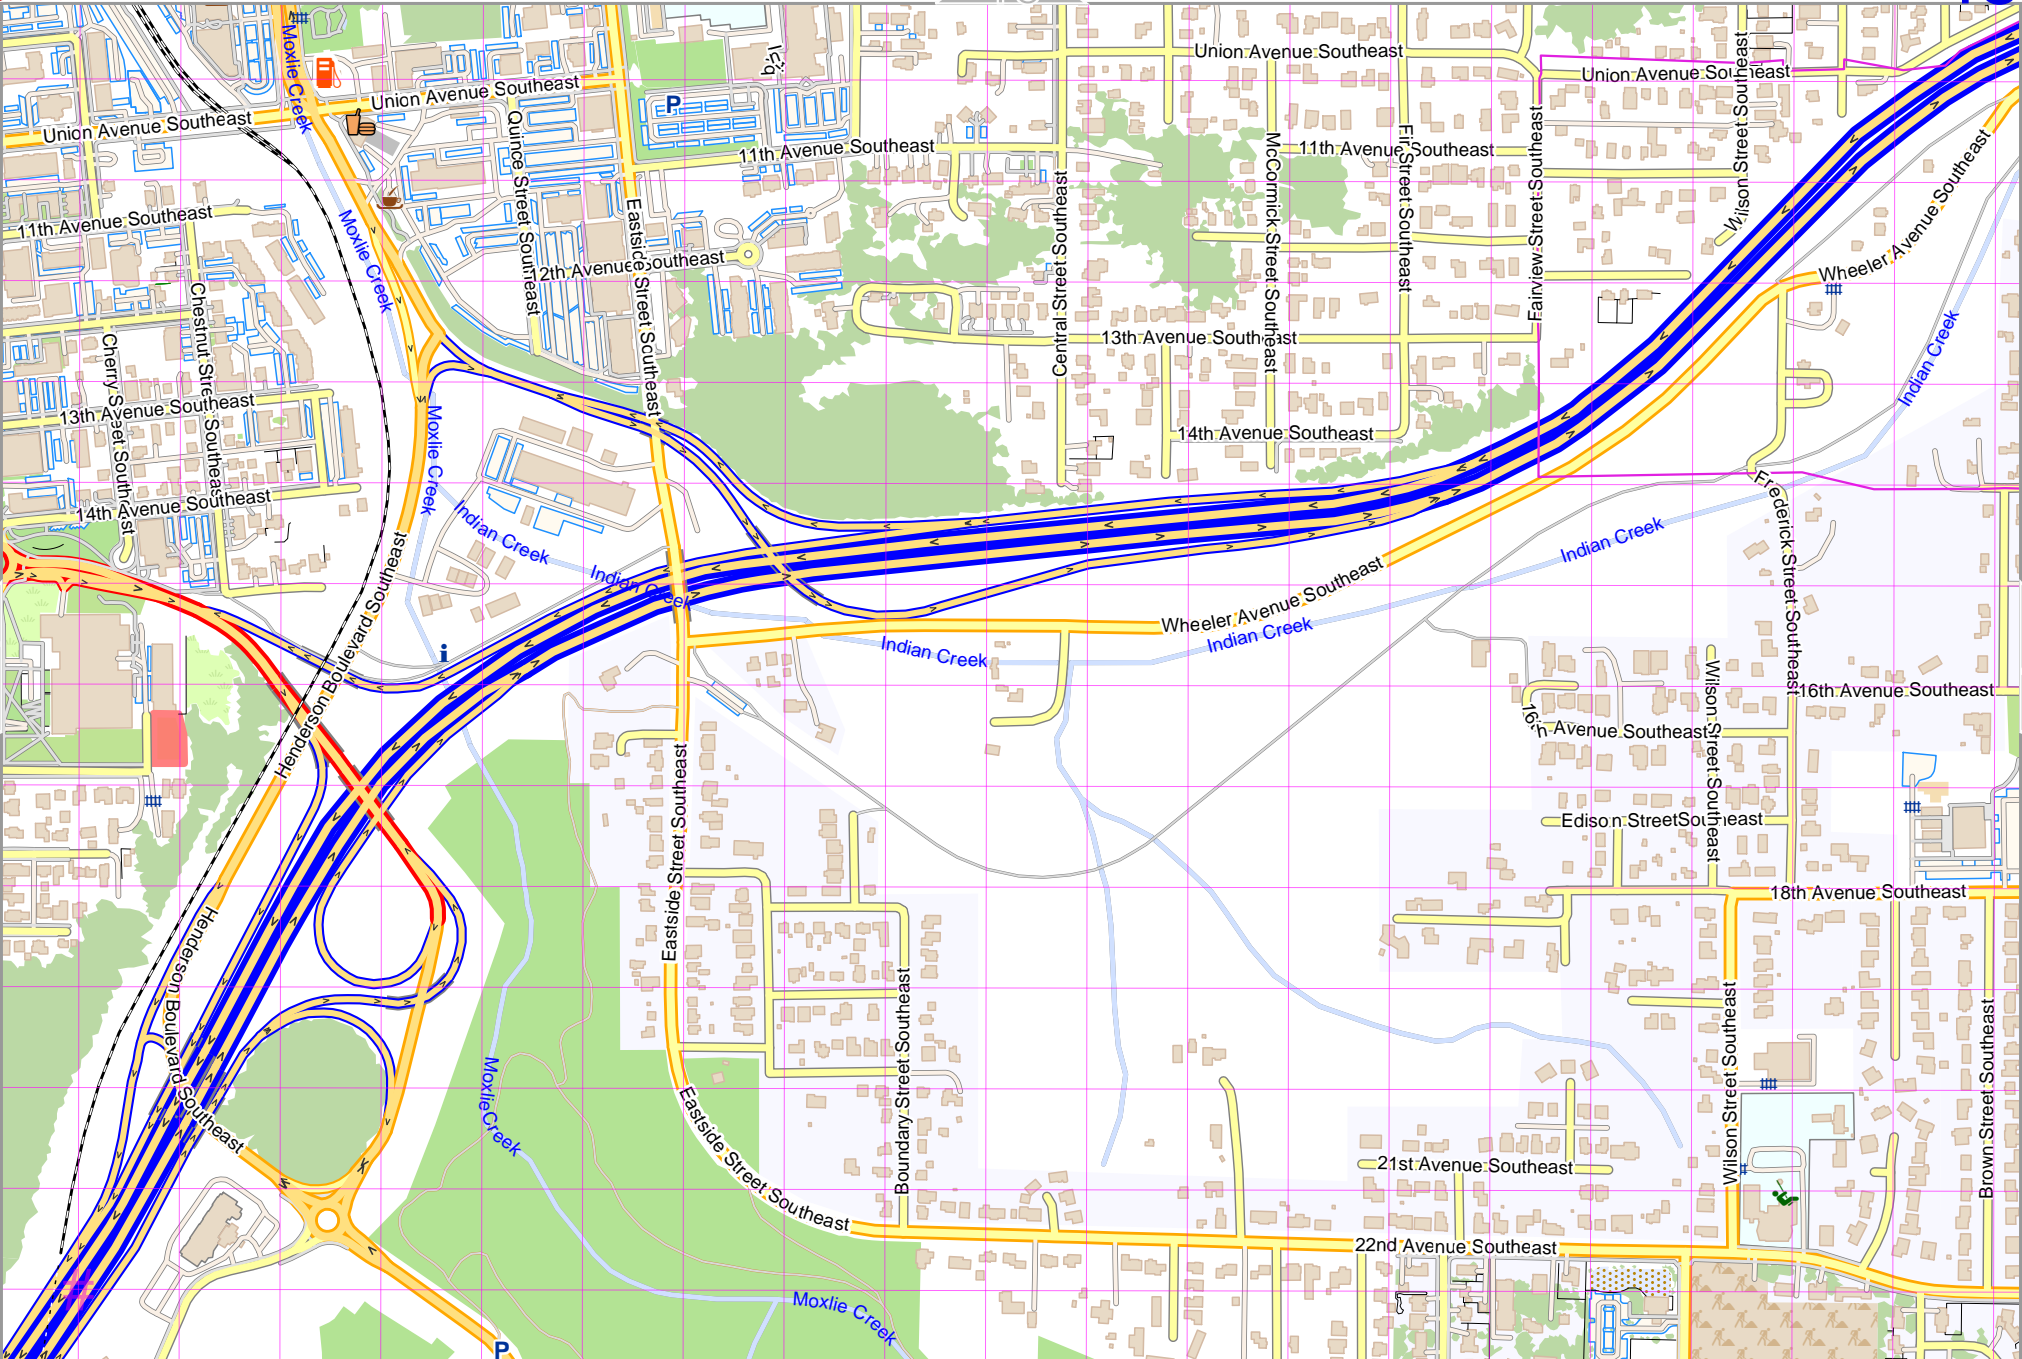 Moxlie Creek
Union Avenue Southeast
Union Avenue Southeast
Union Avenue Southeast
Union Avenue Southeast
P
Quince Street Southeast
11th Avenue Southeast
11th Avenue Southeast
11th Avenue Southeast
McCormick Street Southeast
Fir Street Southeast
Fairview Street Southeast
Wilson Street Southeast
Wheeler Avenue Southeast
Moxlie Creek
Eastside Street Southeast
12th Avenue Southeast
Central Street Southeast
Chestnut Street Southeast
Cherry Street Southeast
13th Avenue Southeast
13th Avenue Southeast
Indian Creek
Moxlie Creek
14th Avenue Southeast
14th Avenue Southeast
Indian Creek
Indian Creek
Indian Creek
Frederick Street Southeast
Henderson Boulevard Southeast
Wheeler Avenue Southeast
Indian Creek
Indian Creek
i
16th Avenue Southeast
16th Avenue Southeast
Wilson Street Southeast
Eastside Street Southeast
Edison Street Southeast
18th Avenue Southeast
Henderson Boulevard Southeast
Boundary Street Southeast
Wilson Street Southeast
Brown Street Southeast
Moxlie Creek
Eastside Street Southeast
21st Avenue Southeast
22nd Avenue Southeast
Moxlie Creek
P